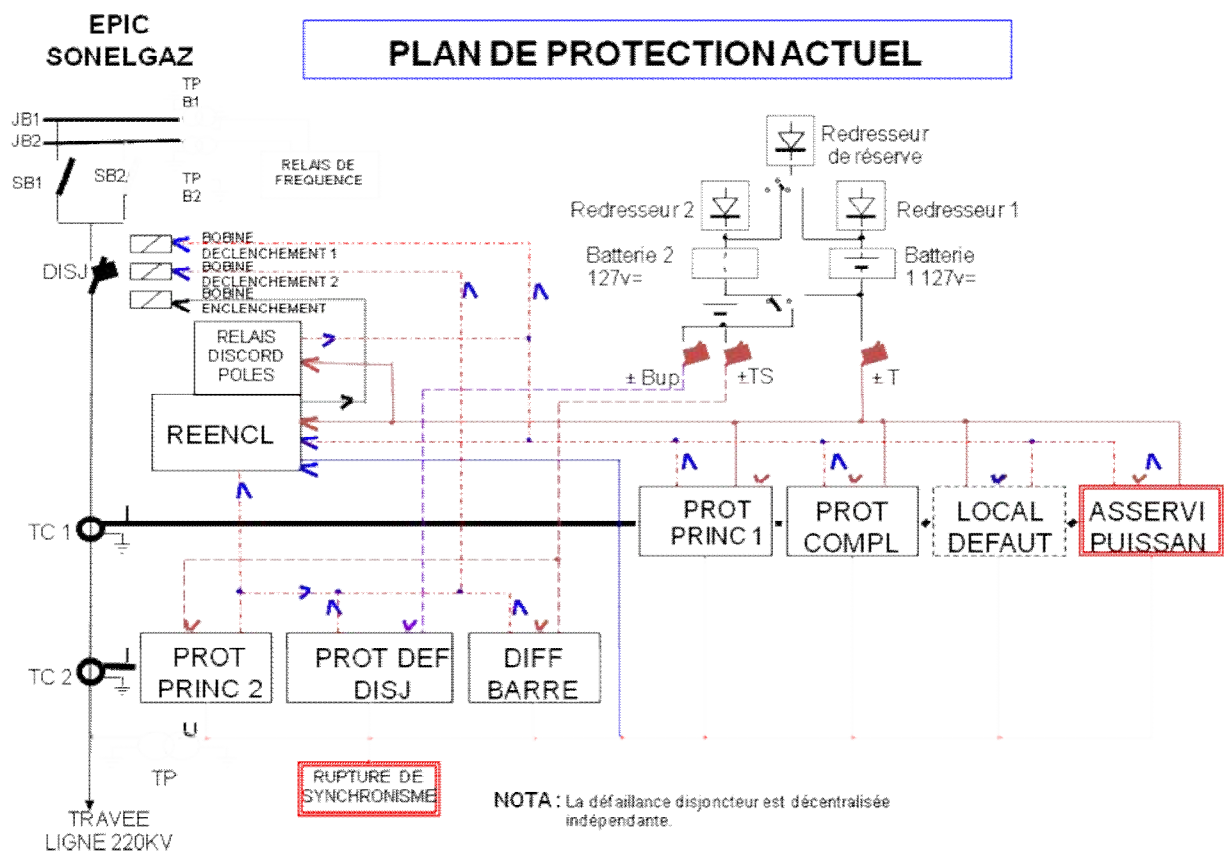 EPIC
SONELGAZ
PLAN DE PROTECTION ACTUEL
TP
B1
JB1
JB2
SB1
SB2
TP
B2
RELAIS DE
FREQUENCE
Redresseur
de réserve
Redresseur 2
Redresseur 1
Batterie 2
127v=
Batterie
1 127v=
DISJ
BOBINE
DECLENCHEMENT 1
BOBINE
DECLENCHEMENT 2
BOBINE
ENCLENCHEMENT
RELAIS
DISCORD
POLES
± Bup
±TS
±T
REENCL
TC 1
I
PROT
PRINC 1
PROT
COMPL
LOCAL
DEFAUT
ASSERVI
PUISSAN
TC 2
I
PROT
PRINC 2
PROT DEF
DISJ
DIFF
BARRE
U
TP
RUPTURE DE
SYNCHRONISME
NOTA : La défaillance disjoncteur est décentralisée
indépendante.
TRAVEE
LIGNE 220KV